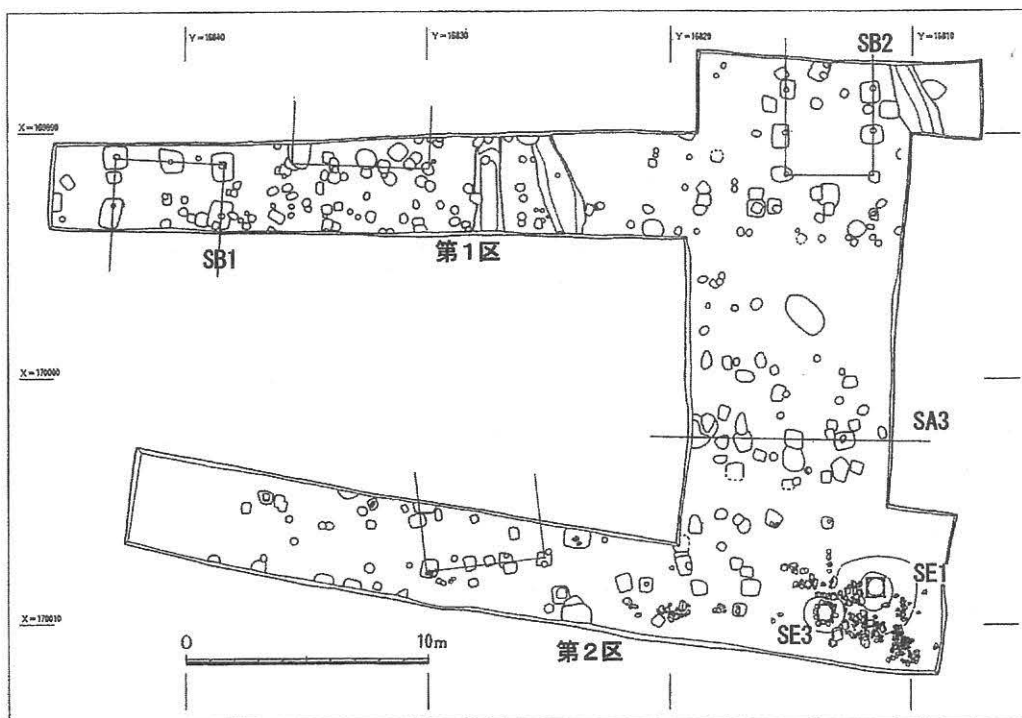 Y=16840
Y=16830
Y=16820
Y=16810
SB2
X=169990
SB1
第1区
X=170000
SA3
SE1
SE3
X=170010
0
10m
第2区